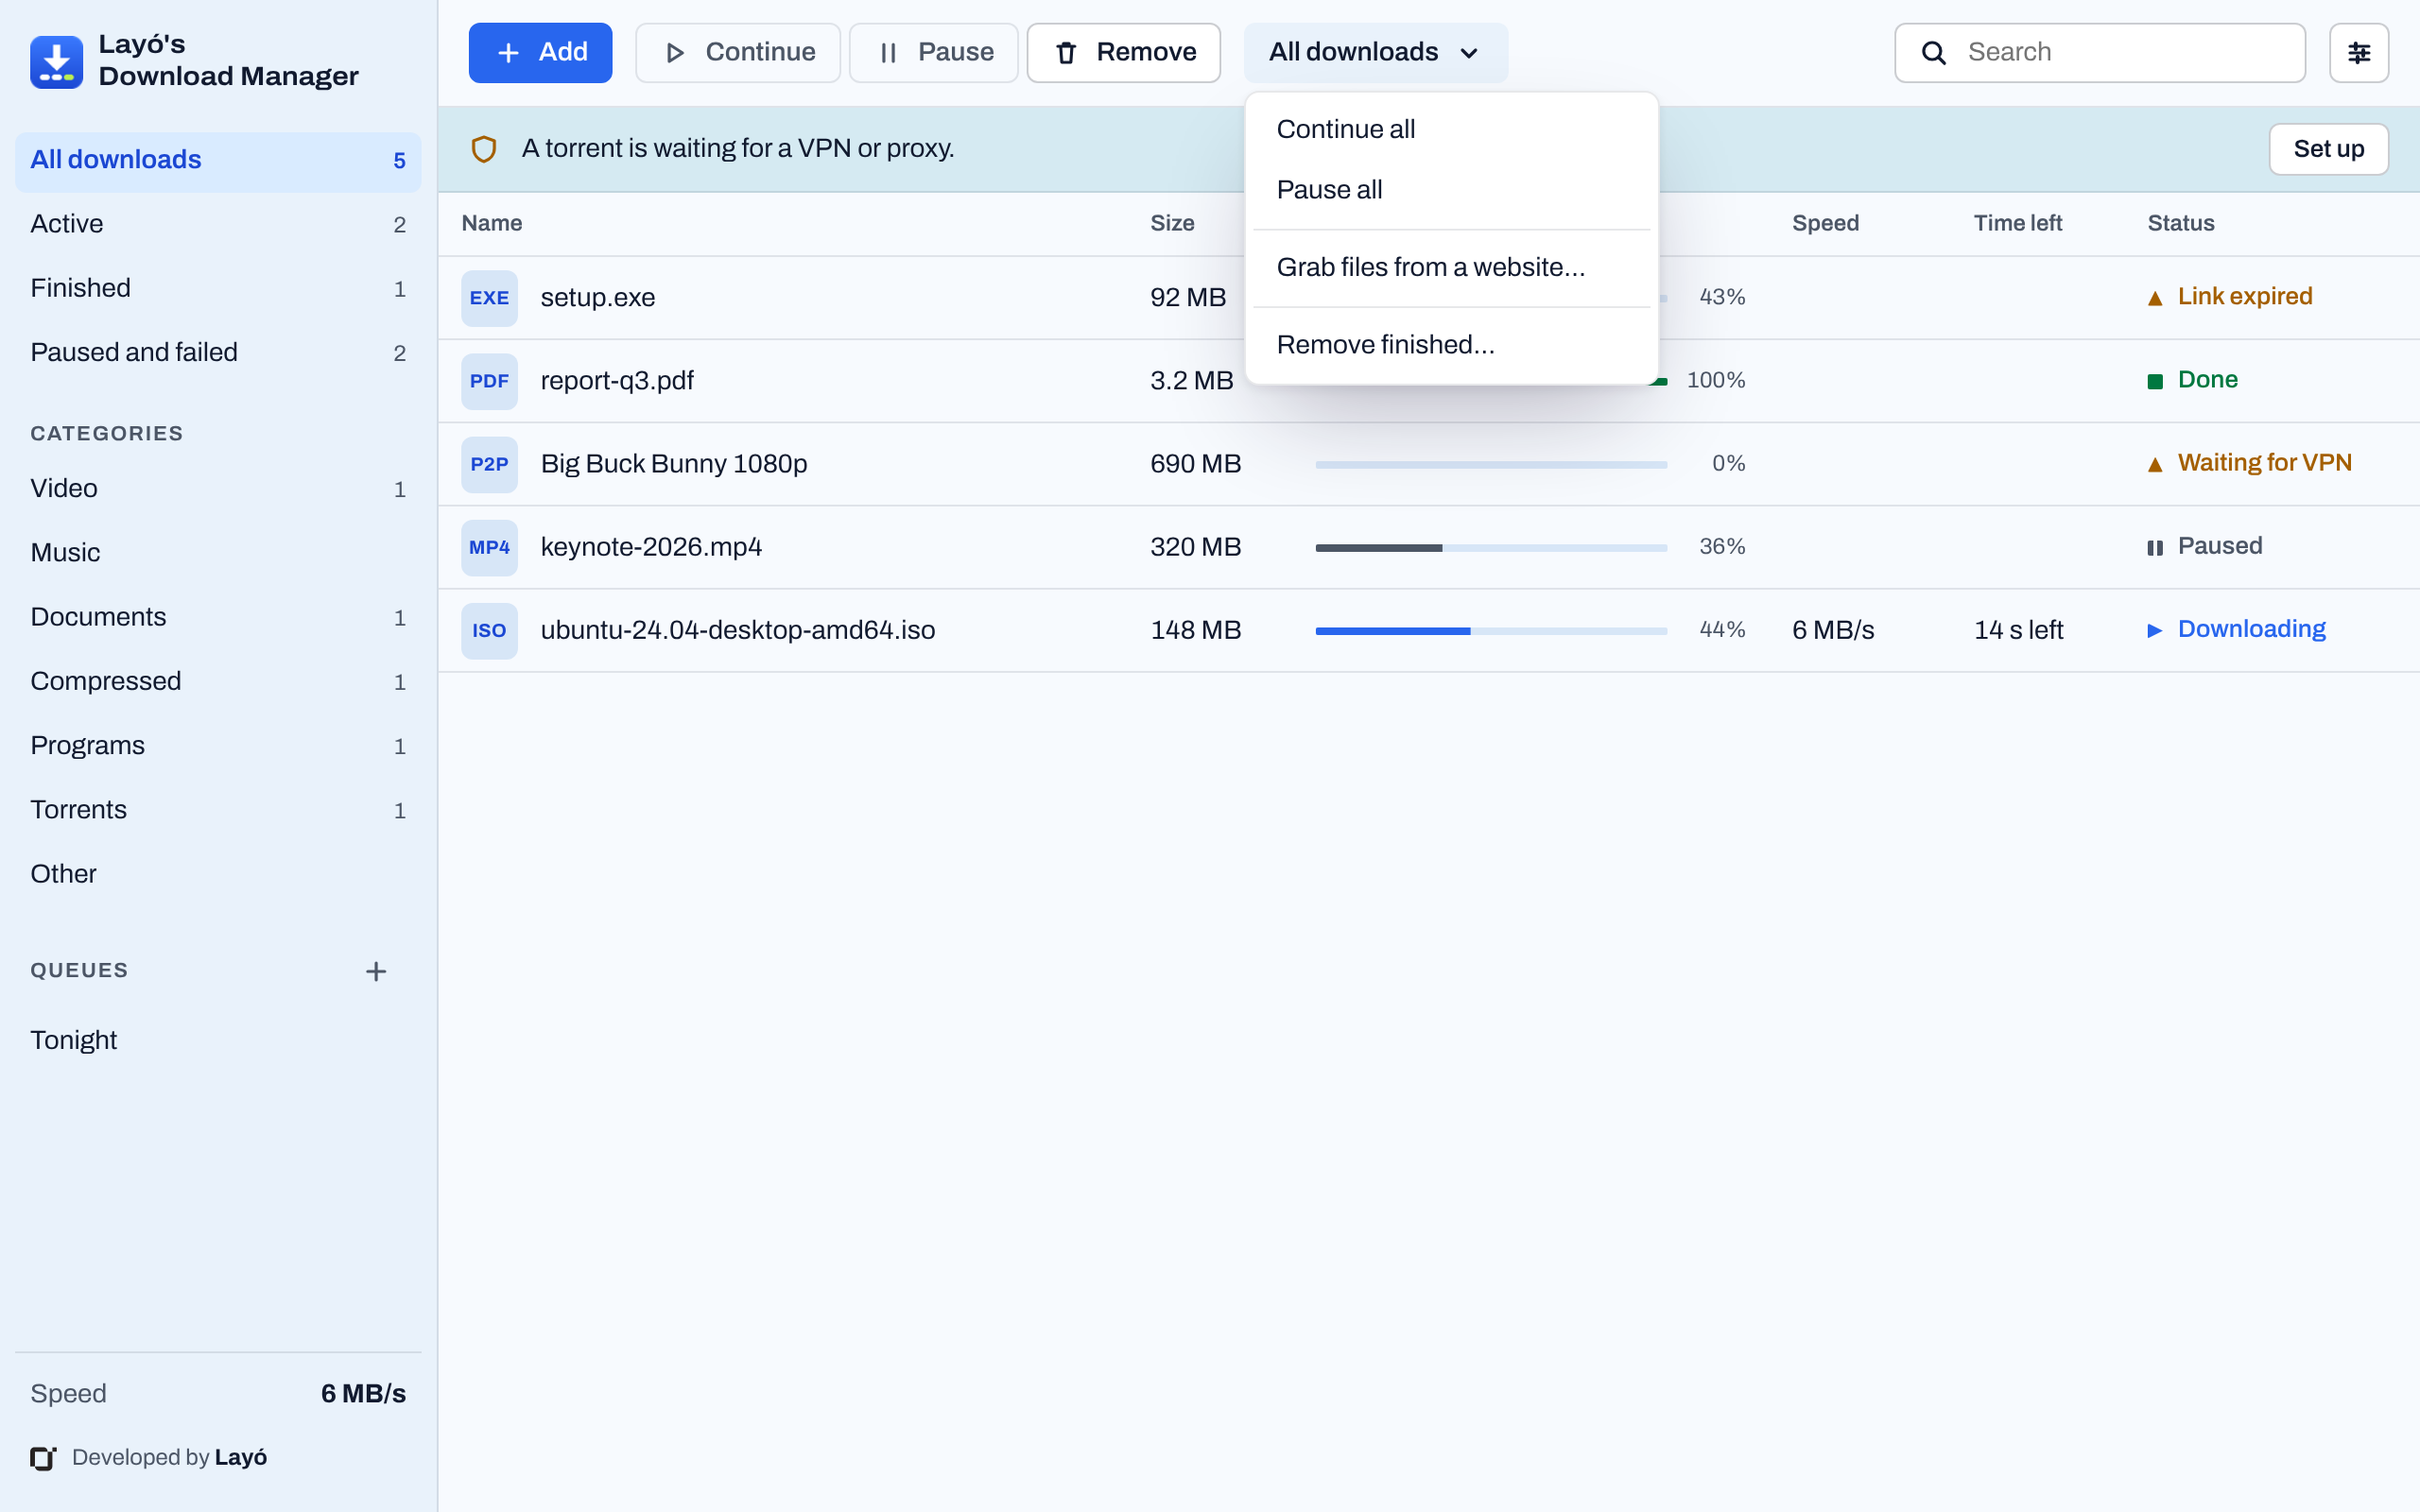 Layó's
Download Manager
All downloads 5
Active 2
Finished 1
Paused and failed 2
CATEGORIES
Video 1
Music
Documents 1
Compressed 1
Programs 1
Torrents 1
Other
QUEUES
Tonight
Speed 6 MB/s
Developed by Layó
Add Continue Pause Remove All downloads Search
Continue all
Pause all
Grab files from a website...
Remove finished...
A torrent is waiting for a VPN or proxy. Set up
Name Size Speed Time left Status
EXE setup.exe 92 MB 43% Link expired
PDF report-q3.pdf 3.2 MB 100% Done
P2P Big Buck Bunny 1080p 690 MB 0% Waiting for VPN
MP4 keynote-2026.mp4 320 MB 36% Paused
ISO ubuntu-24.04-desktop-amd64.iso 148 MB 44% 6 MB/s 14 s left Downloading